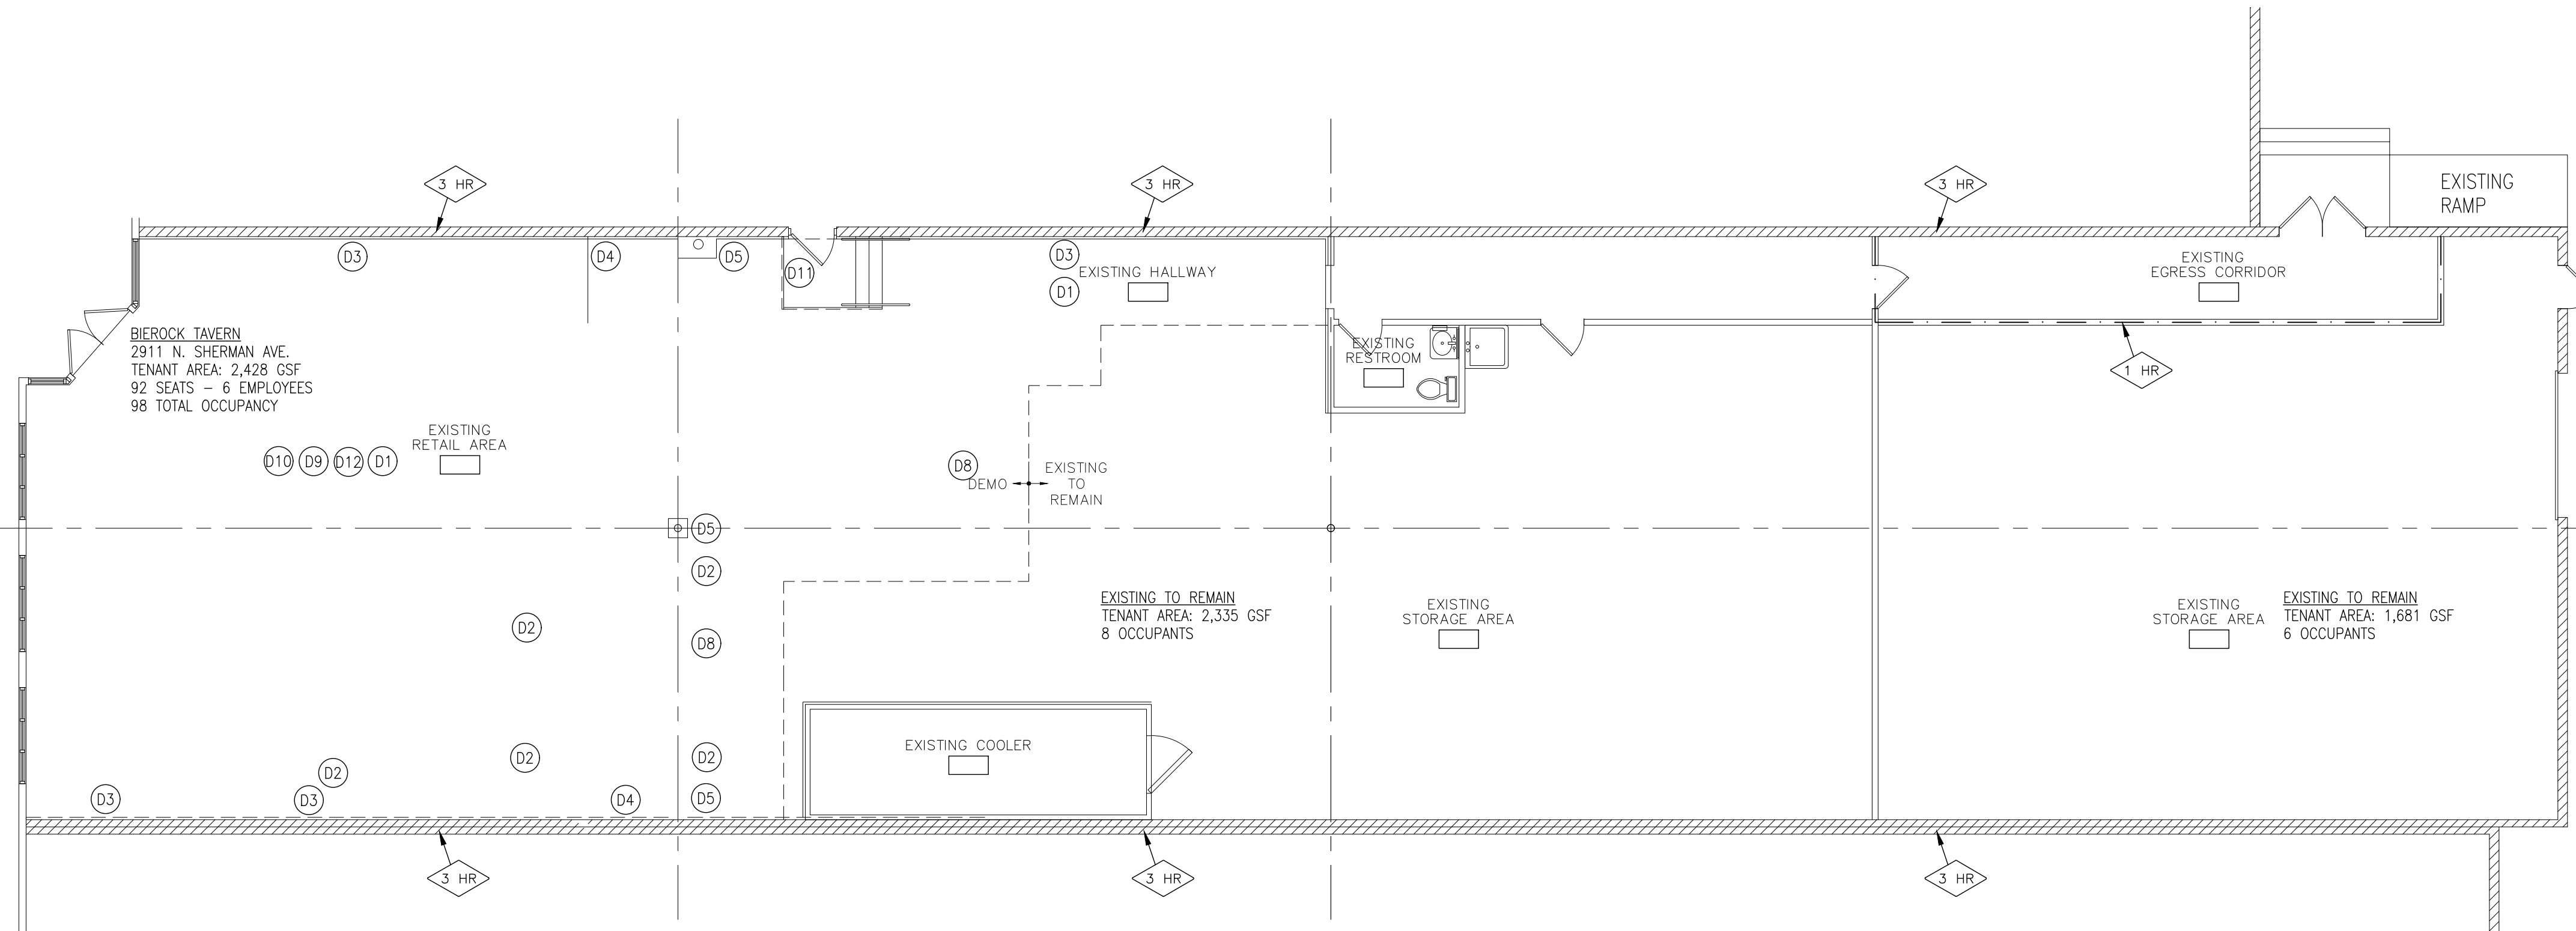 3 HR
3 HR
3 HR
EXISTING
RAMP
D3
D4
D5
D11
D3
EXISTING HALLWAY
D1
EXISTING
EGRESS CORRIDOR
BIEROCK TAVERN
2911 N. SHERMAN AVE.
TENANT AREA: 2,428 GSF
92 SEATS – 6 EMPLOYEES
98 TOTAL OCCUPANCY
EXISTING
RESTROOM
1 HR
EXISTING
RETAIL AREA
D10 D9 D12 D1
D8
DEMO
EXISTING
TO
REMAIN
D5
D2
D2
D8
EXISTING TO REMAIN
TENANT AREA: 2,335 GSF
8 OCCUPANTS
EXISTING
STORAGE AREA
EXISTING
STORAGE AREA
EXISTING TO REMAIN
TENANT AREA: 1,681 GSF
6 OCCUPANTS
EXISTING COOLER
D2
D2
D2
D3
D3
D4
D5
3 HR
3 HR
3 HR